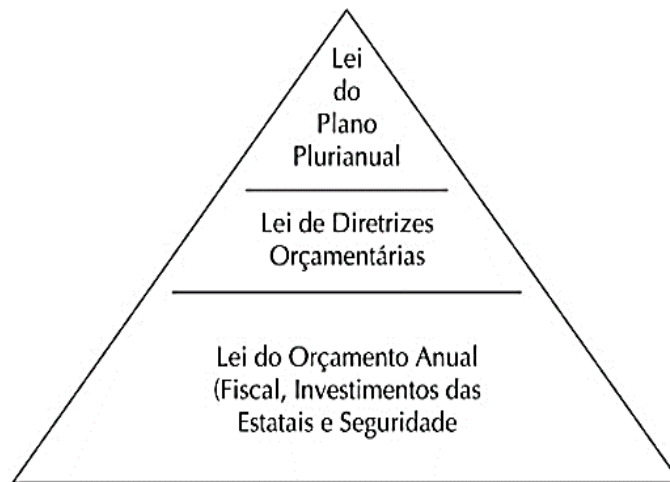 Lei
do
Plano
Plurianual
Lei de Diretrizes
Orçamentárias
Lei do Orçamento Anual
(Fiscal, Investimentos das
Estatais e Seguridade